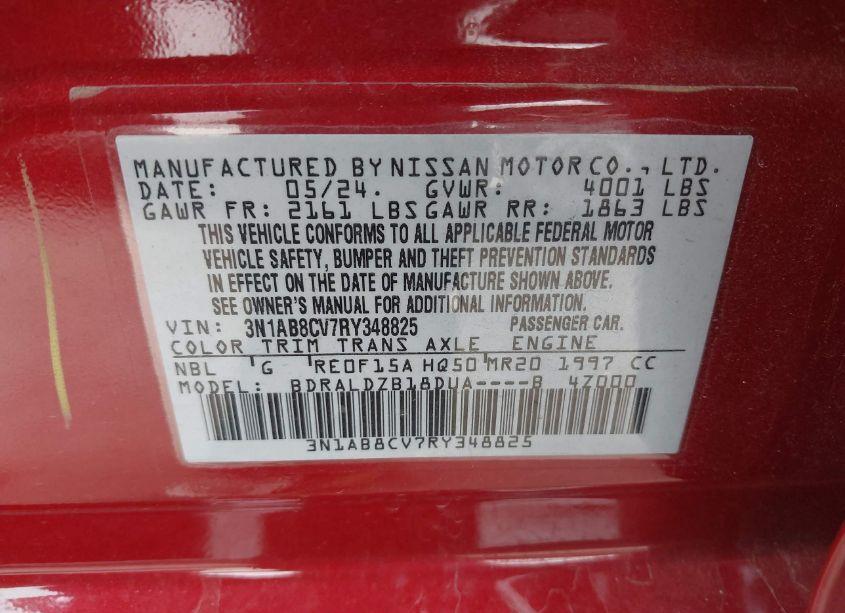 MANUFACTURED BY NISSAN MOTOR CO., LTD.
DATE: 05/24. GVWR: 4001 LBS
GAWR FR: 2161 LBS GAWR RR: 1863 LBS
THIS VEHICLE CONFORMS TO ALL APPLICABLE FEDERAL MOTOR
VEHICLE SAFETY, BUMPER AND THEFT PREVENTION STANDARDS
IN EFFECT ON THE DATE OF MANUFACTURE SHOWN ABOVE.
SEE OWNER'S MANUAL FOR ADDITIONAL INFORMATION.
VIN: 3N1AB8CV7RY348825 PASSENGER CAR.
COLOR TRIM TRANS AXLE ENGINE
NBL G RE0F15A HQ50 MR20 1997 CC
MODEL: BDRALDZB18DUA----B 4Z000
3N1AB8CV7RY348825